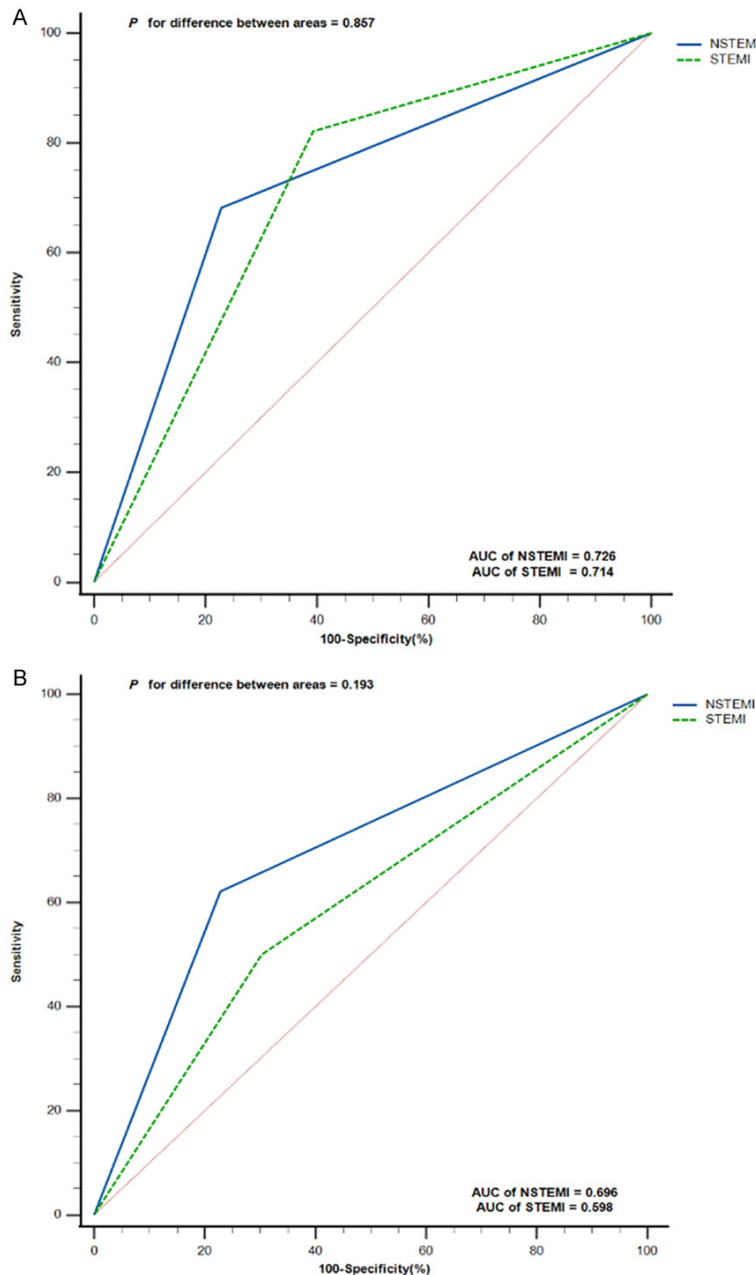 A
P for difference between areas = 0.857
NSTEMI
STEMI
100
80
60
40
20
0
Sensitivity
AUC of NSTEMI = 0.726
AUC of STEMI = 0.714
0 20 40 60 80 100
100-Specificity(%)
B
P for difference between areas = 0.193
NSTEMI
STEMI
100
80
60
40
20
0
Sensitivity
AUC of NSTEMI = 0.696
AUC of STEMI = 0.598
0 20 40 60 80 100
100-Specificity(%)